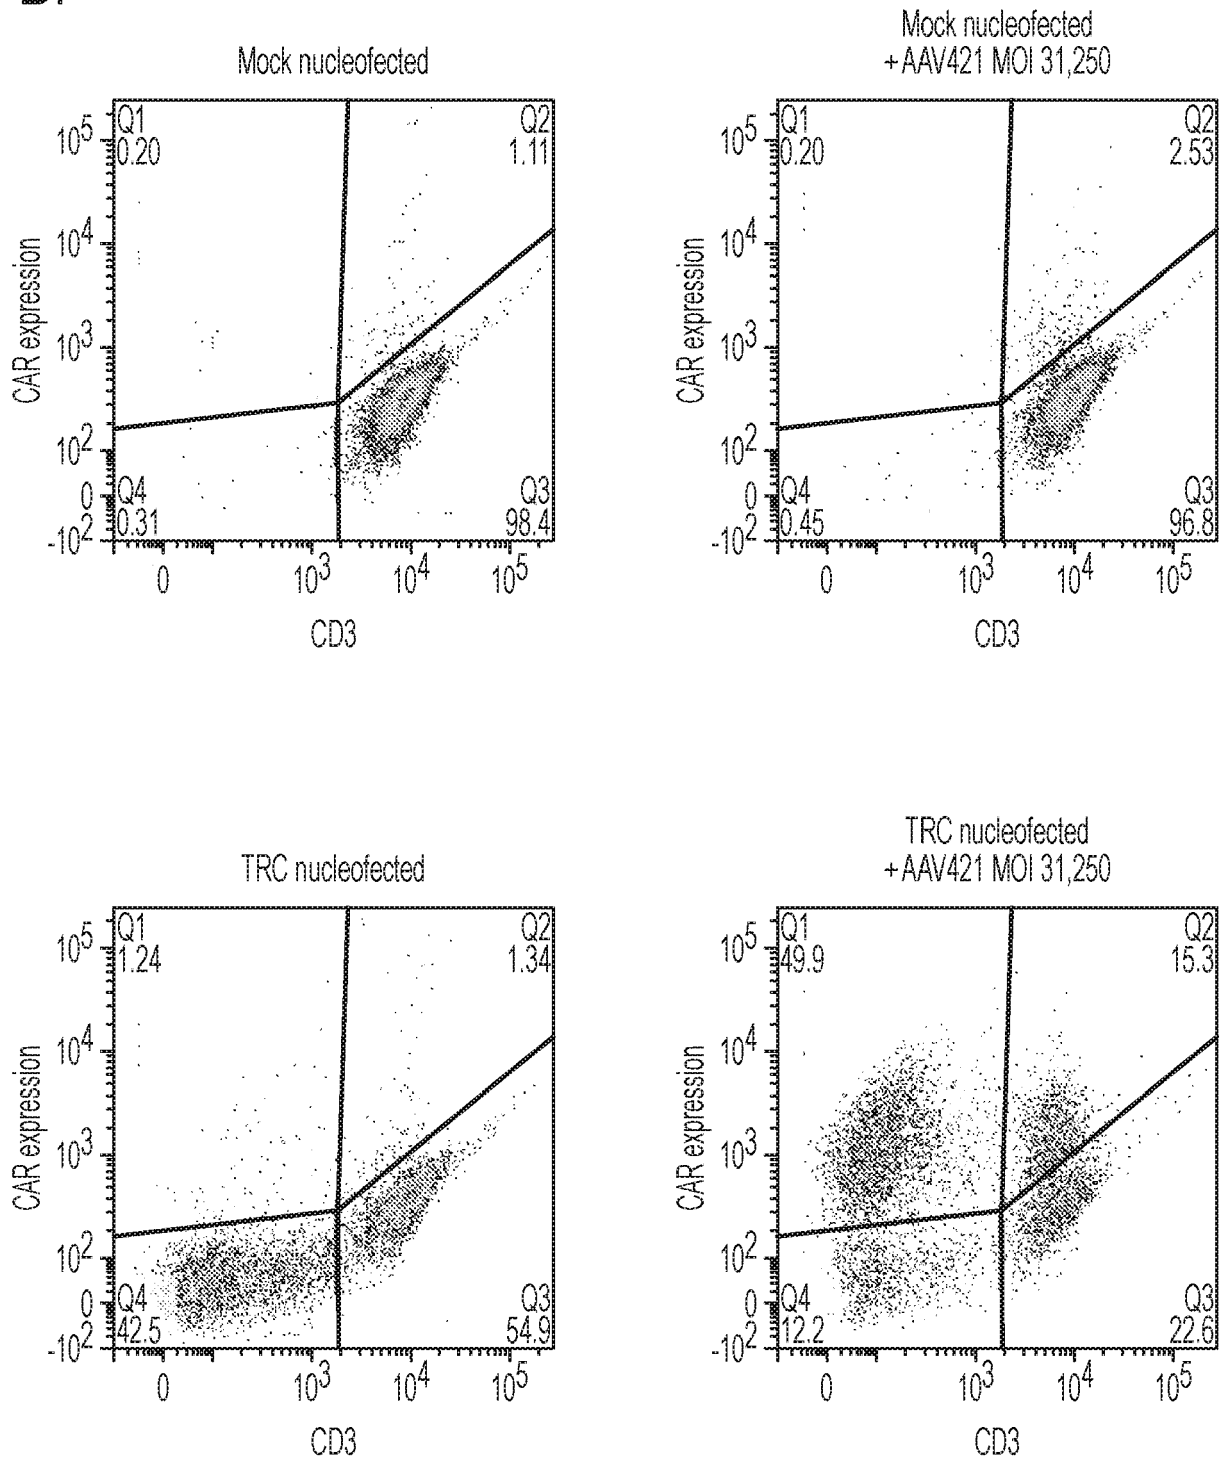 Mock nucleofected
Q1
0.20
Q2
1.11
10^5
10^4
10^3
10^2
0
-10^2
CAR expression
Q4
0.31
Q3
98.4
0 10^3 10^4 10^5
CD3
Mock nucleofected
+AAV421 MOI 31,250
Q1
0.20
Q2
2.53
10^5
10^4
10^3
10^2
0
-10^2
CAR expression
Q4
0.45
Q3
96.8
0 10^3 10^4 10^5
CD3
TRC nucleofected
Q1
1.24
Q2
1.34
10^5
10^4
10^3
10^2
0
-10^2
CAR expression
Q4
42.5
Q3
54.9
0 10^3 10^4 10^5
CD3
TRC nucleofected
+AAV421 MOI 31,250
Q1
49.9
Q2
15.3
10^5
10^4
10^3
10^2
0
-10^2
CAR expression
Q4
12.2
Q3
22.6
0 10^3 10^4 10^5
CD3